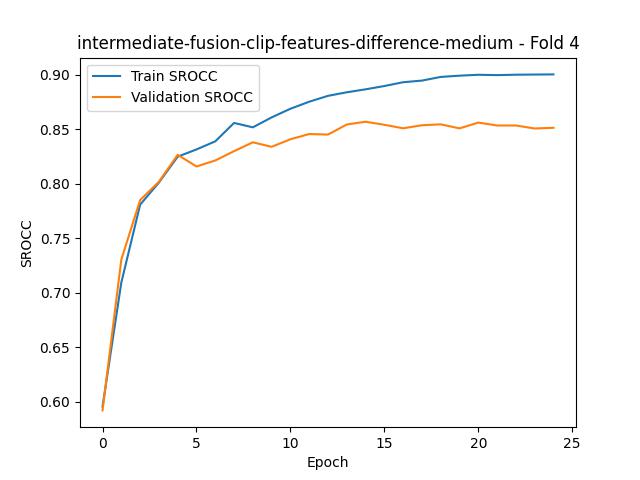 intermediate-fusion-clip-features-difference-medium - Fold 4
Train SROCC
Validation SROCC
0.90
0.85
0.80
0.75
0.70
0.65
0.60
SROCC
0 5 10 15 20 25
Epoch